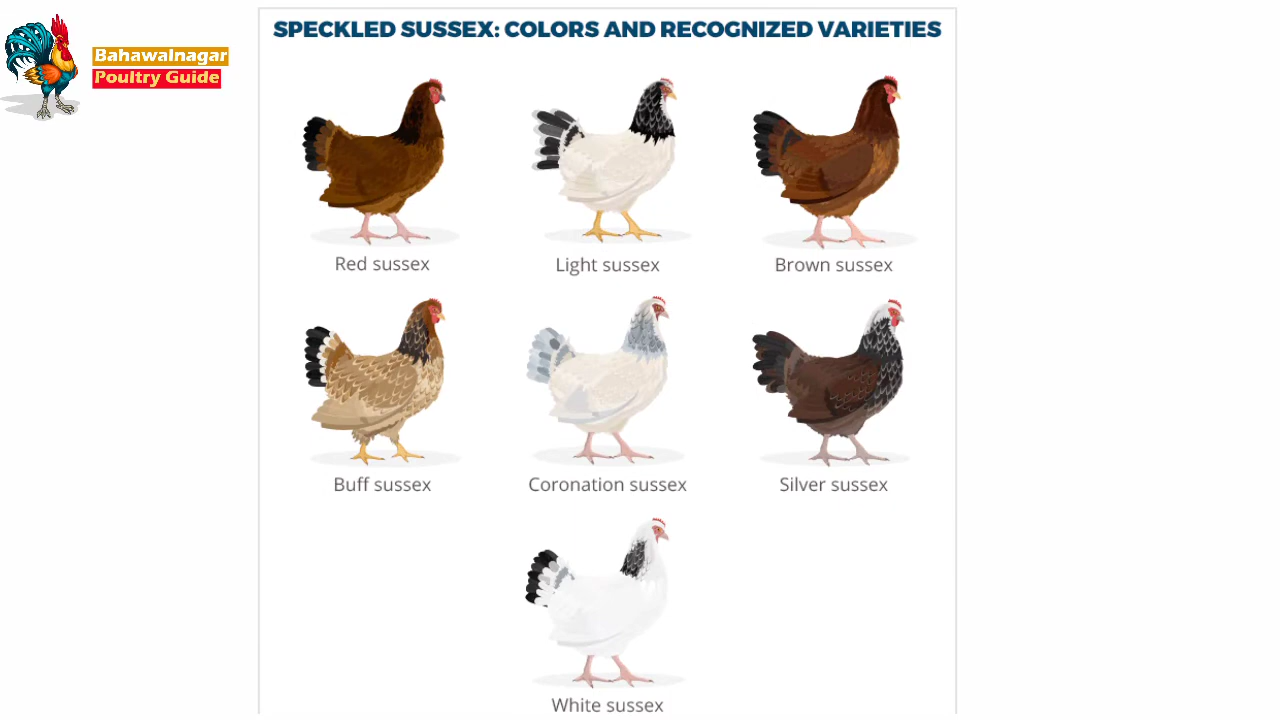 SPECKLED SUSSEX: COLORS AND RECOGNIZED VARIETIES
Bahawalnagar
Poultry Guide
Red sussex
Light sussex
Brown sussex
Buff sussex
Coronation sussex
Silver sussex
White sussex